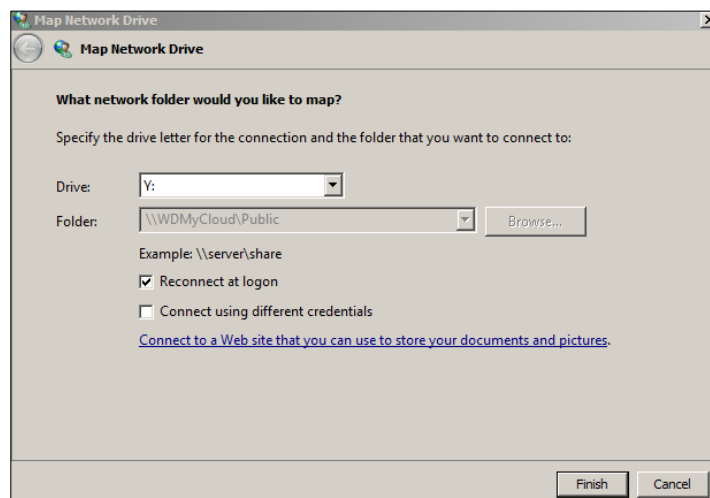 Map Network Drive
Map Network Drive
What network folder would you like to map?
Specify the drive letter for the connection and the folder that you want to connect to:
Drive: Y:
Folder: \\WDMyCloud\Public Browse...
Example: \\server\share
Reconnect at logon
Connect using different credentials
Connect to a Web site that you can use to store your documents and pictures.
Finish Cancel